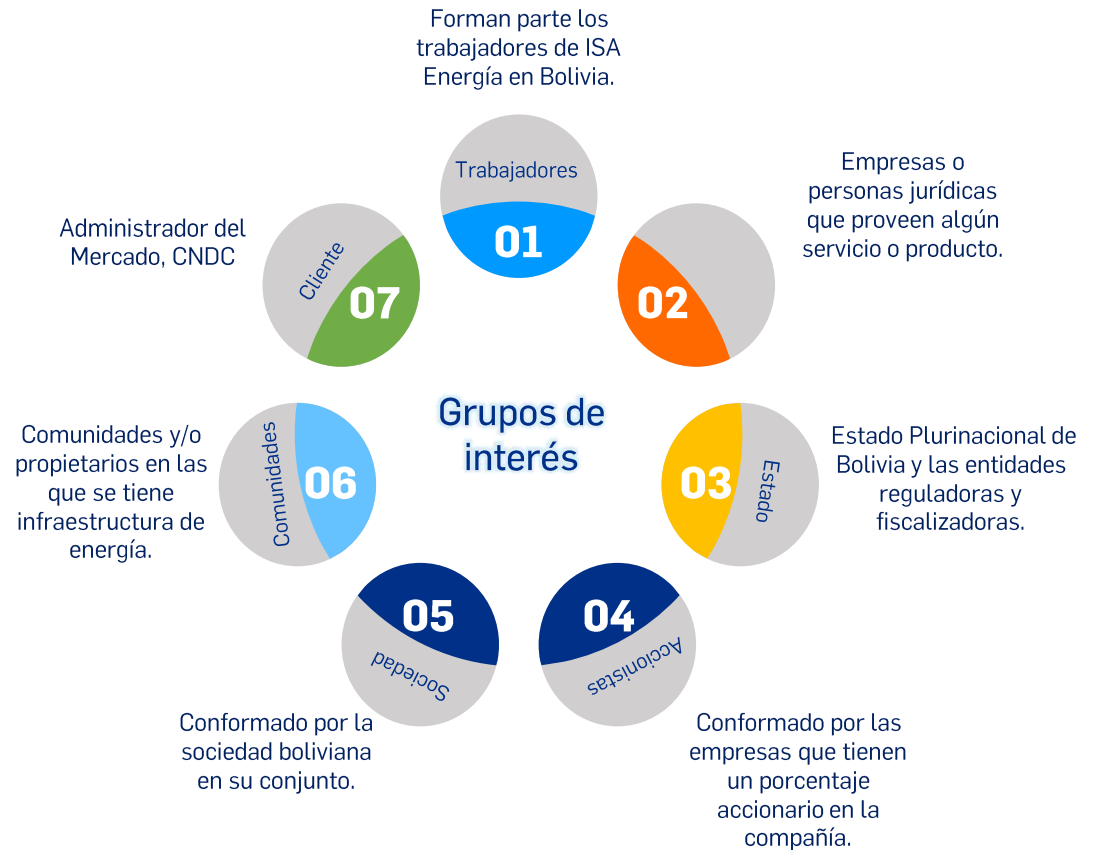 Forman parte los
trabajadores de ISA
Energía en Bolivia.
Trabajadores
01
Empresas o
personas jurídicas
que proveen algún
servicio o producto.
02
Estado Plurinacional de
Bolivia y las entidades
reguladoras y
fiscalizadoras.
03
Estado
04
Accionistas
Conformado por las
empresas que tienen
un porcentaje
accionario en la
compañía.
05
Sociedad
Conformado por la
sociedad boliviana
en su conjunto.
06
Comunidades
Comunidades y/o
propietarios en las
que se tiene
infraestructura de
energía.
07
Cliente
Administrador del
Mercado, CNDC
Grupos de
interés